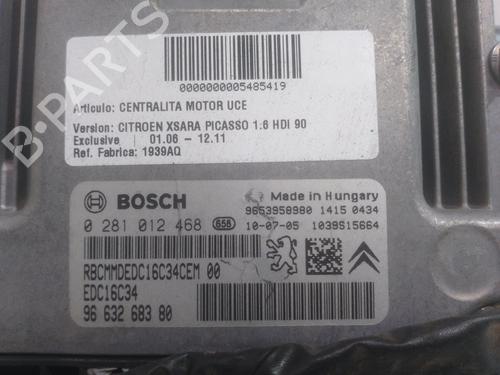 B-PARTS
0000000005485419
Articulo: CENTRALITA MOTOR UCE
Version: CITROEN XSARA PICASSO 1.6 HDI 90
Exclusive | 01.06 - 12.11
Ref. Fabrica: 1939AQ
BOSCH
Made in Hungary
0 281 012 468 658
9653958980 1415 0434
10-07-05 1039S15664
RBCMMDEDC16C34CEM 00
EDC16C34
96 632 683 80